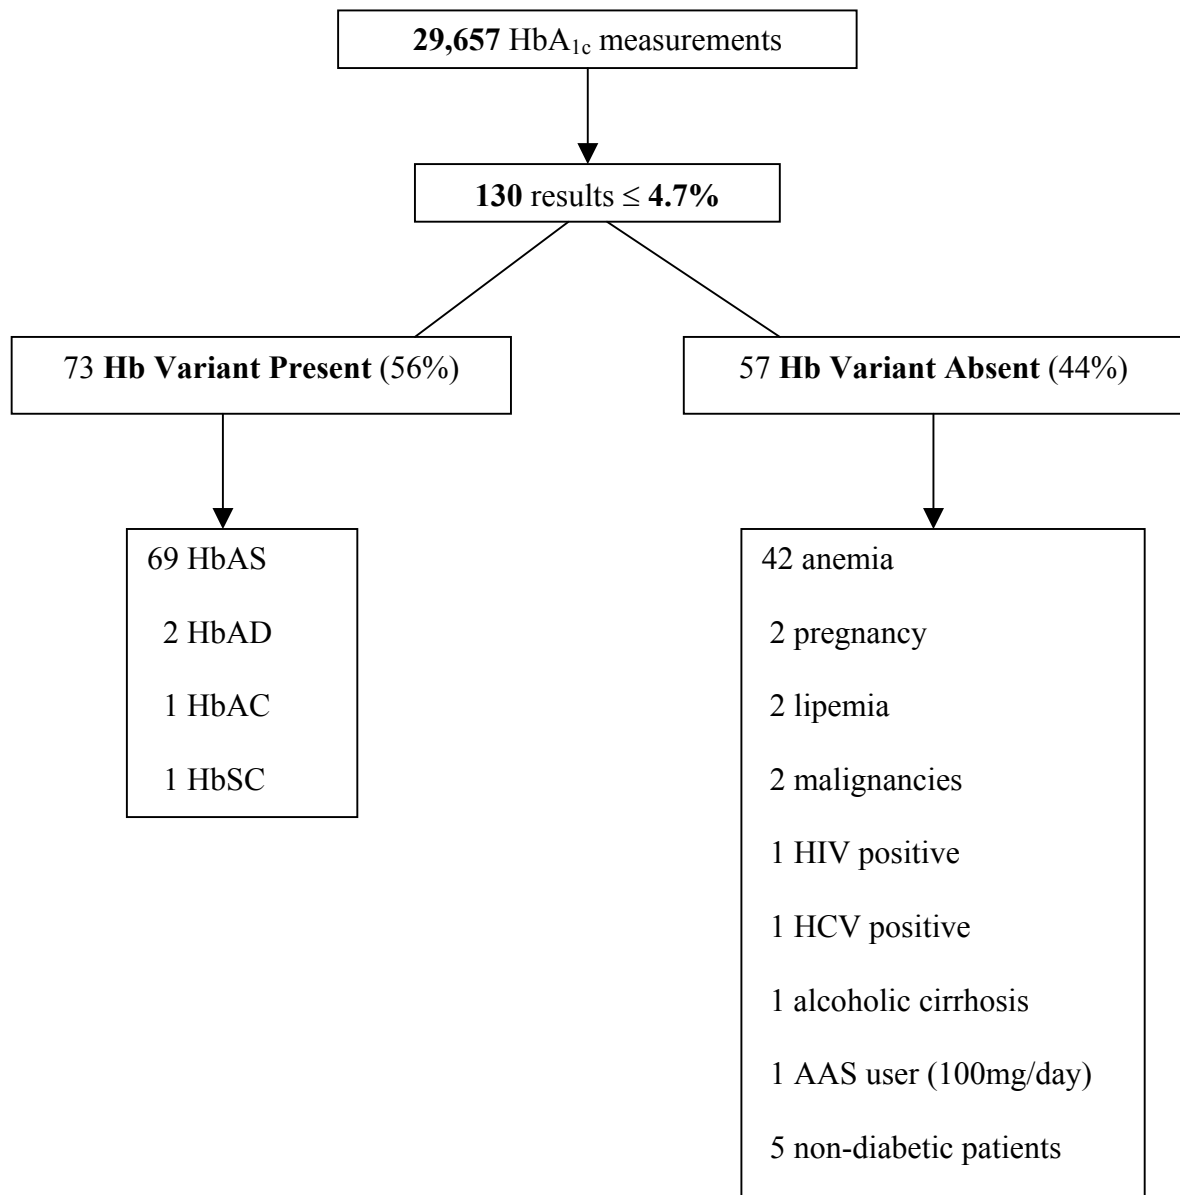 29,657 HbA1c measurements
130 results ≤ 4.7%
73 Hb Variant Present (56%)
57 Hb Variant Absent (44%)
69 HbAS
2 HbAD
1 HbAC
1 HbSC
42 anemia
2 pregnancy
2 lipemia
2 malignancies
1 HIV positive
1 HCV positive
1 alcoholic cirrhosis
1 AAS user (100mg/day)
5 non-diabetic patients